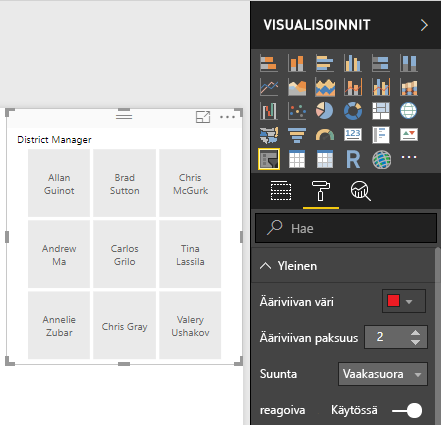 VISUALISOINNIT
123
R
District Manager
Allan
Guinot
Brad
Sutton
Chris
McGurk
Andrew
Ma
Carlos
Grilo
Tina
Lassila
Annelie
Zubar
Chris Gray
Valery
Ushakov
Hae
Yleinen
Ääriviivan väri
Ääriviivan paksuus 2
Suunta Vaakasuora
reagoiva Käytössä